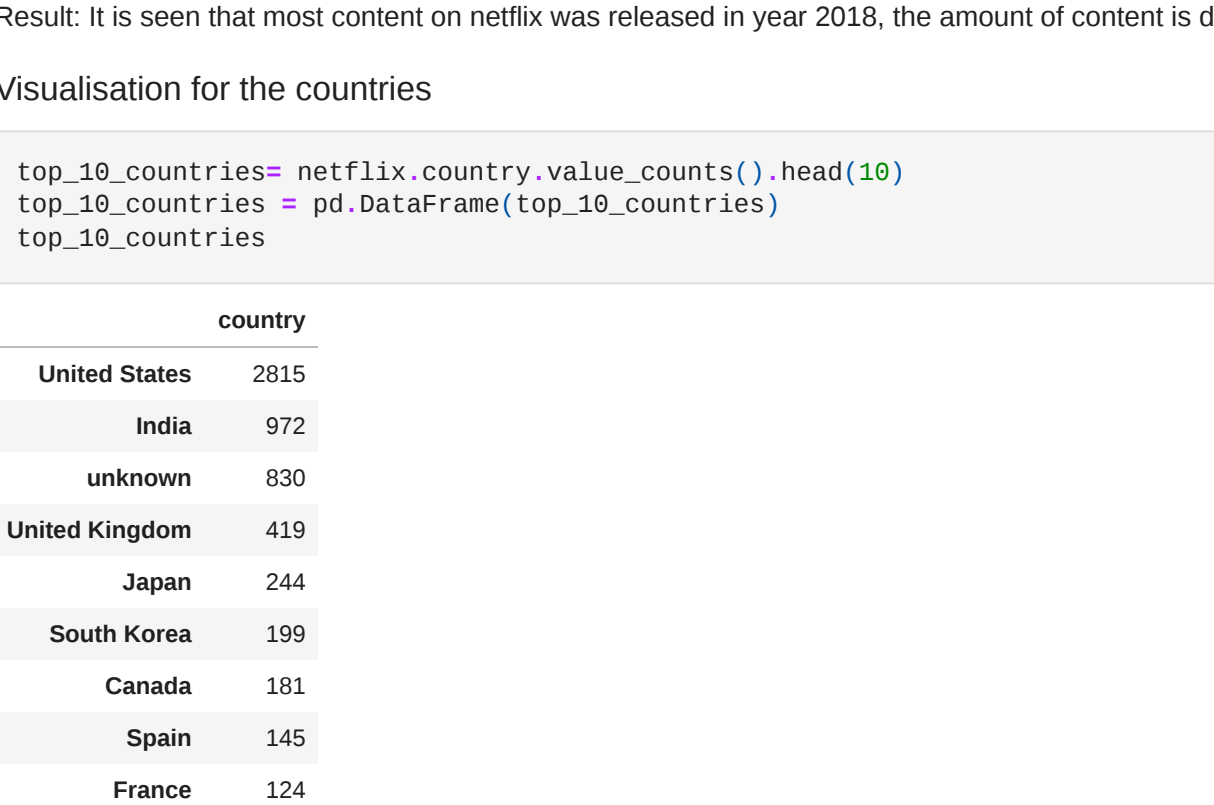 Result: It is seen that most content on netflix was released in year 2018, the amount of content is d
Visualisation for the countries
top_10_countries= netflix.country.value_counts().head(10)
top_10_countries = pd.DataFrame(top_10_countries)
top_10_countries
country
United States 2815
India 972
unknown 830
United Kingdom 419
Japan 244
South Korea 199
Canada 181
Spain 145
France 124